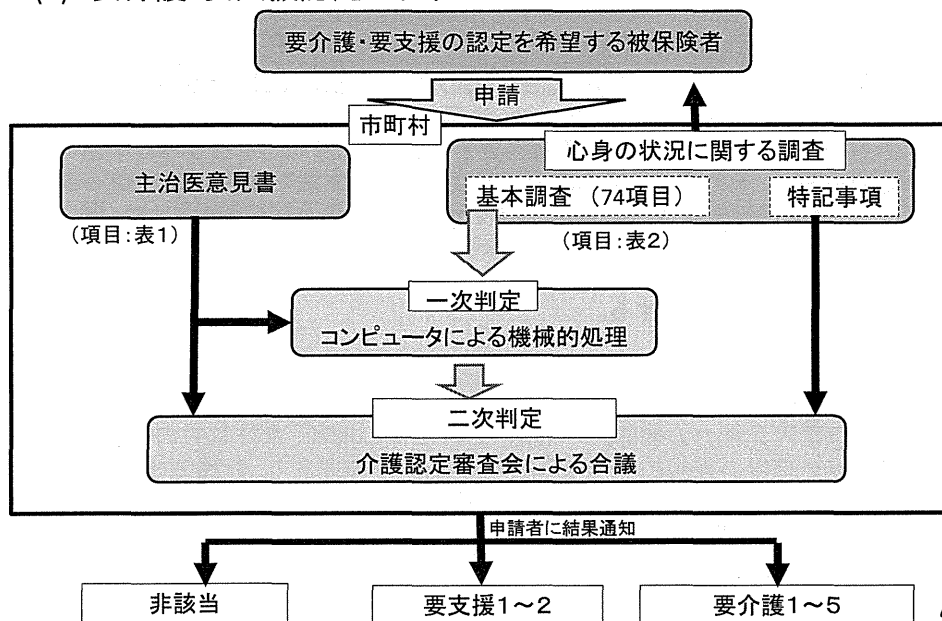 要介護・要支援の認定を希望する被保険者
申請
市町村
心身の状況に関する調査
主治医意見書
基本調査（74項目）
特記事項
(項目:表1)
(項目:表2)
一次判定
コンピュータによる機械的処理
二次判定
介護認定審査会による合議
申請者に結果通知
非該当
要支援1～2
要介護1～5